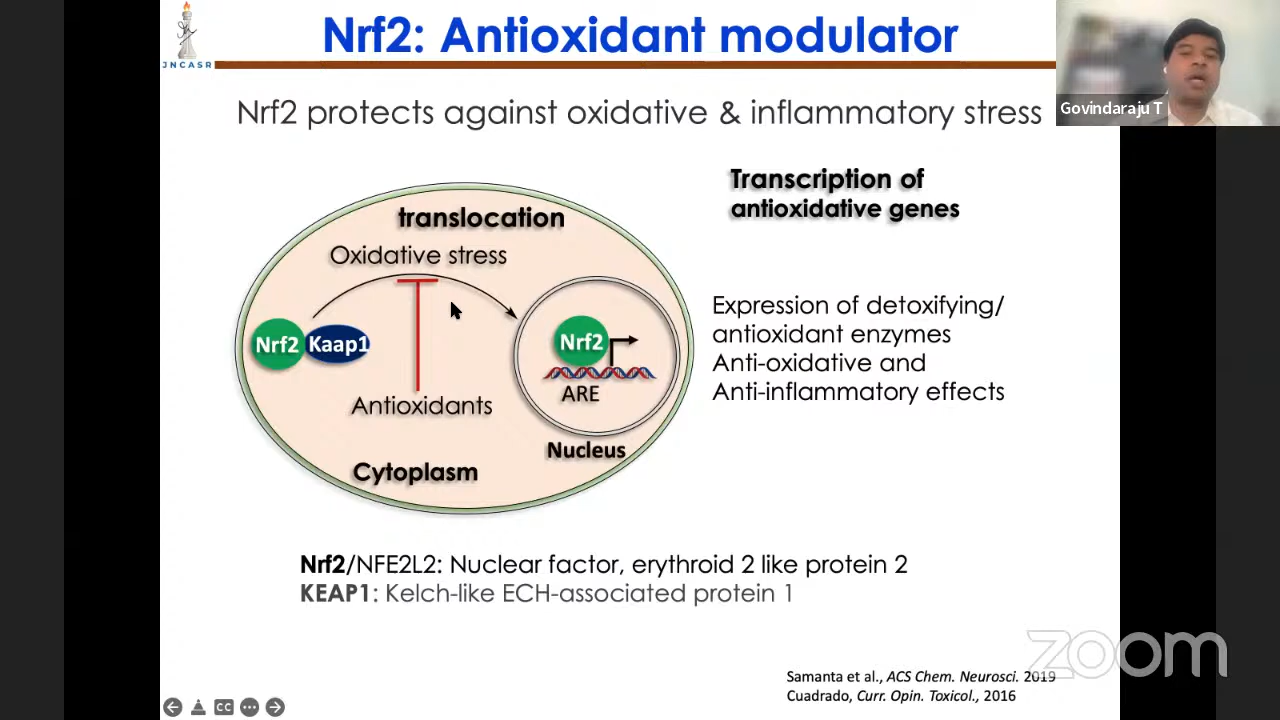 Nrf2: Antioxidant modulator
JNCASR
Nrf2 protects against oxidative & inflammatory stress
Govindaraju T
Transcription of
antioxidative genes
translocation
Oxidative stress
Nrf2 Kaap1
Antioxidants
Cytoplasm
Nrf2
ARE
Nucleus
Expression of detoxifying/
antioxidant enzymes
Anti-oxidative and
Anti-inflammatory effects
Nrf2/NFE2L2: Nuclear factor, erythroid 2 like protein 2
KEAP1: Kelch-like ECH-associated protein 1
zoom
Samanta et al., ACS Chem. Neurosci. 2019
Cuadrado, Curr. Opin. Toxicol., 2016
CC